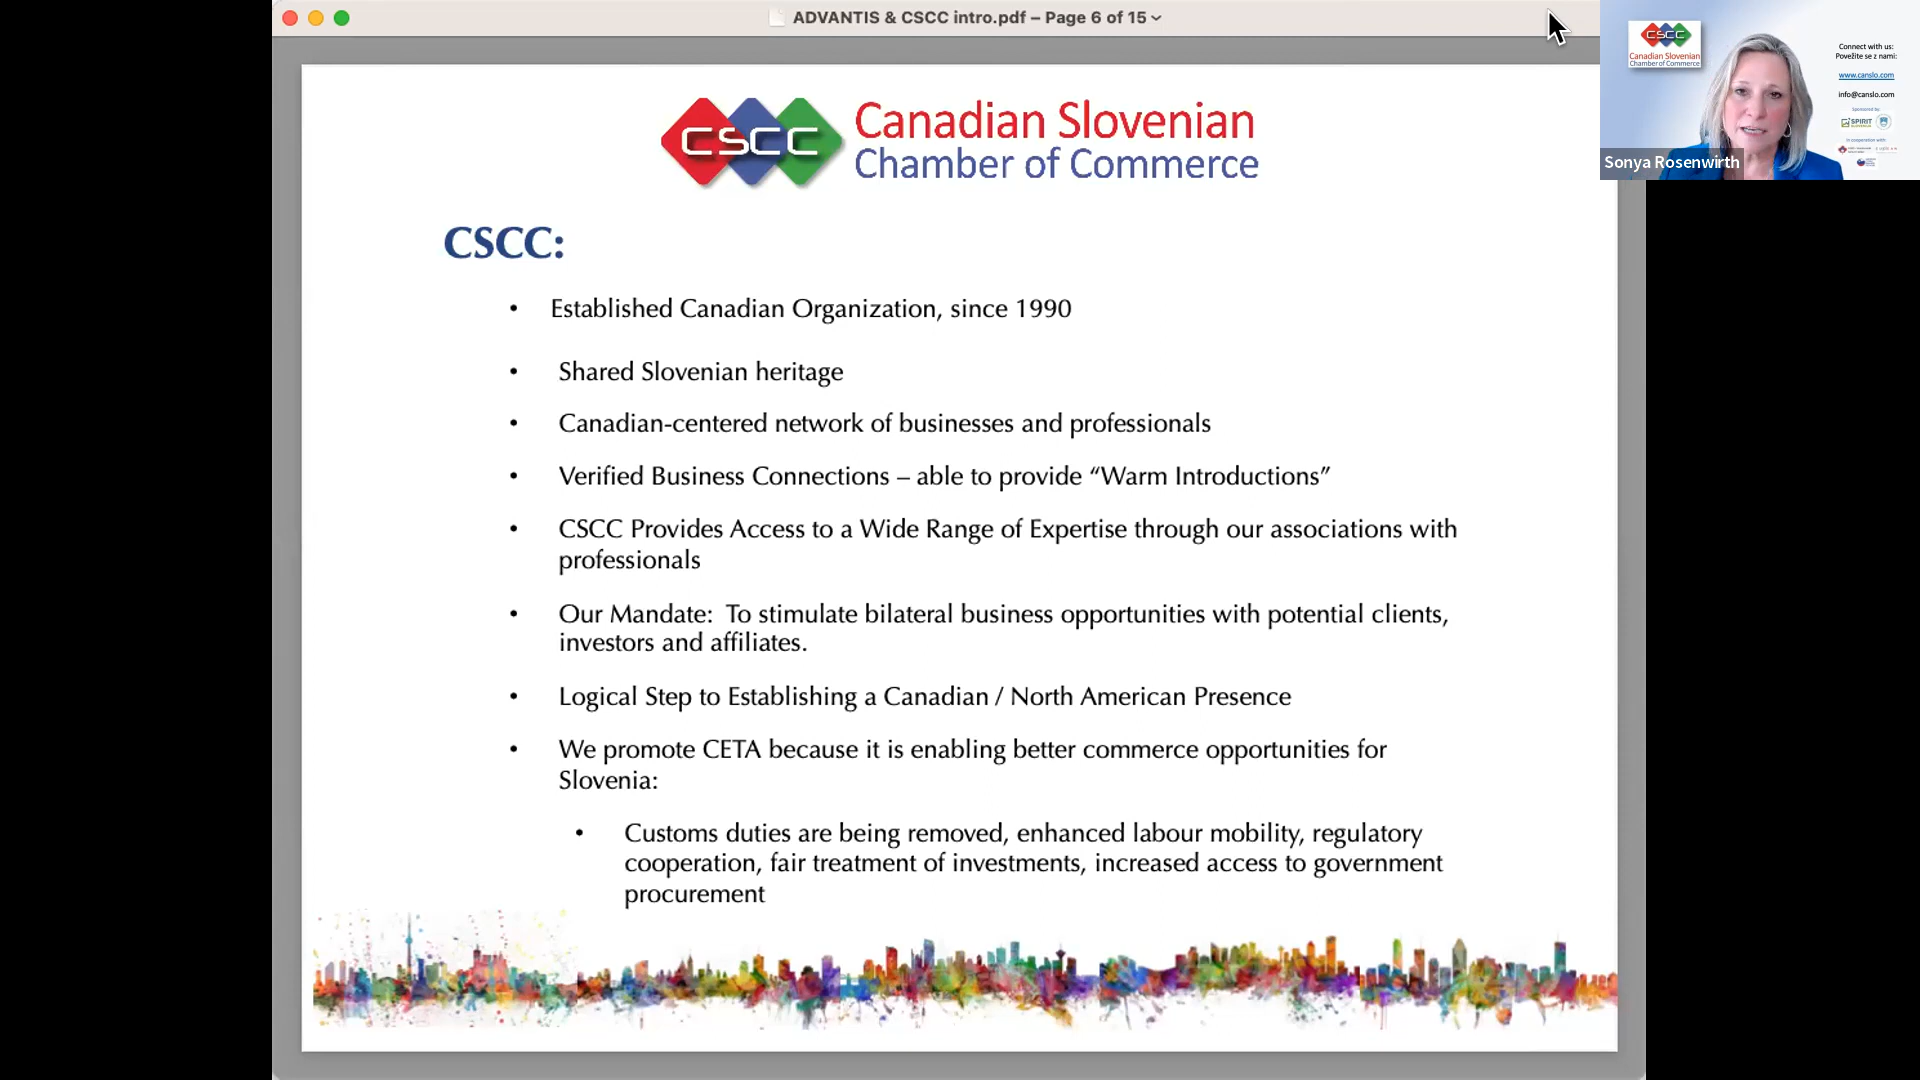 ADVANTIS & CSCC intro.pdf – Page 6 of 15
CSCC
Canadian Slovenian
Chamber of Commerce
CSCC:
• Established Canadian Organization, since 1990
• Shared Slovenian heritage
• Canadian-centered network of businesses and professionals
• Verified Business Connections – able to provide “Warm Introductions”
• CSCC Provides Access to a Wide Range of Expertise through our associations with
professionals
• Our Mandate: To stimulate bilateral business opportunities with potential clients,
investors and affiliates.
• Logical Step to Establishing a Canadian / North American Presence
• We promote CETA because it is enabling better commerce opportunities for
Slovenia:
• Customs duties are being removed, enhanced labour mobility, regulatory
cooperation, fair treatment of investments, increased access to government
procurement
CSCC
Canadian Slovenian
Chamber of Commerce
Connect with us:
Povežite se z nami:
www.canslo.com
info@canslo.com
Sponsored by:
SPIRIT
in cooperation with:
Sonya Rosenwirth